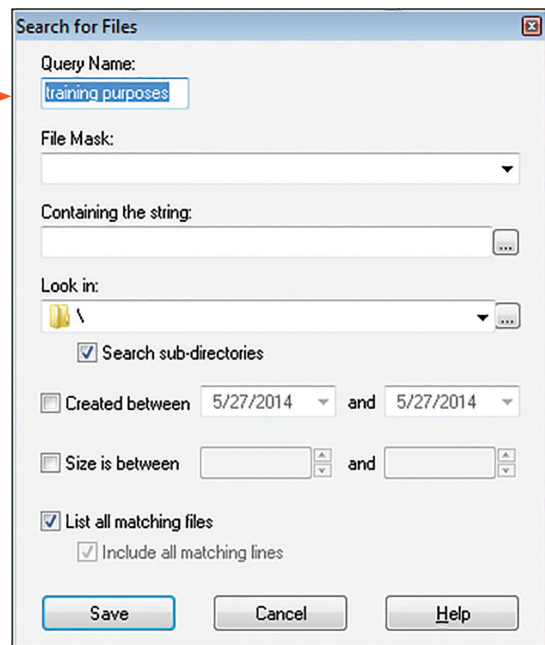 Search for Files
Query Name:
training purposes
File Mask:
Containing the string:
...
Look in:
\ ...
Search sub-directories
Created between 5/27/2014 and 5/27/2014
Size is between and
List all matching files
Include all matching lines
Save Cancel Help